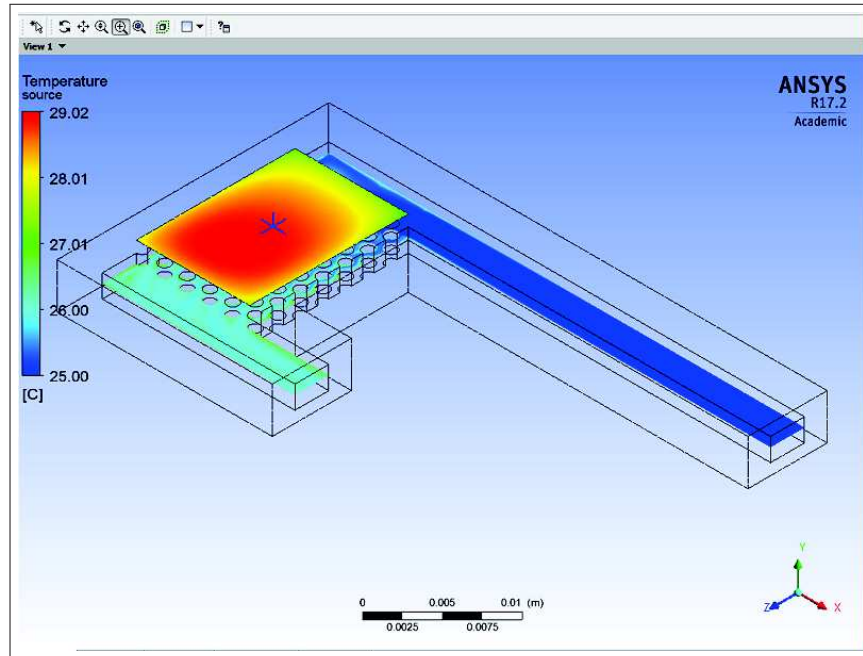 View 1
Temperature
source
29.02
28.01
27.01
26.00
25.00
[C]
ANSYS
R17.2
Academic
Y
Z
X
0 0.005 0.01 (m)
0.0025 0.0075